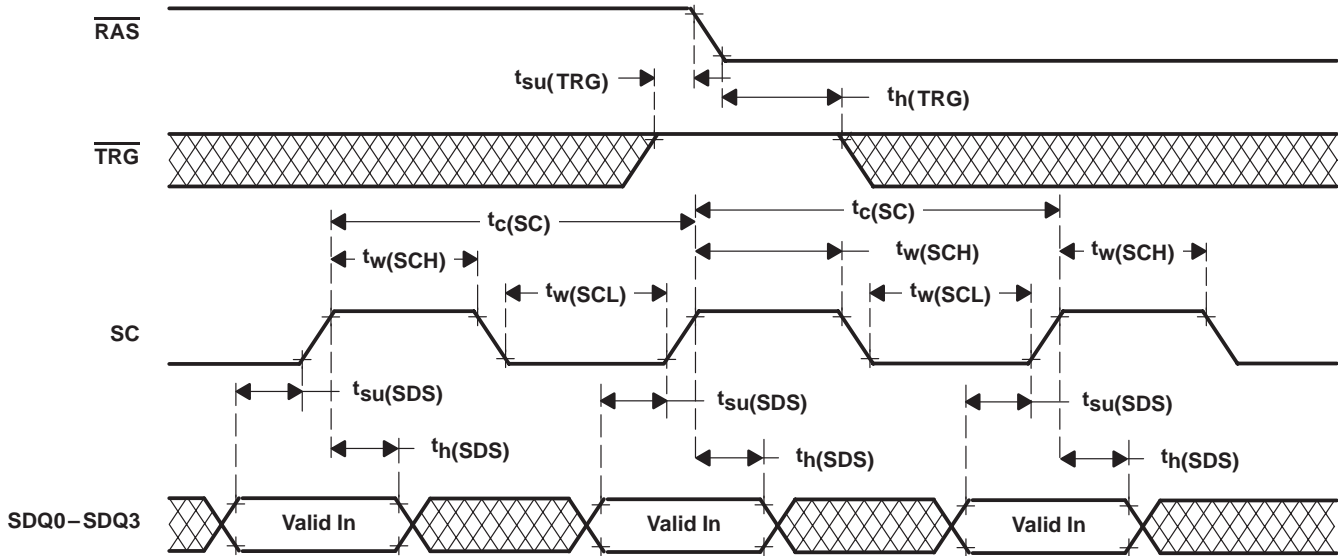 RAS
tsu(TRG)
th(TRG)
TRG
tc(SC)
tc(SC)
tw(SCH)
tw(SCH)
tw(SCH)
tw(SCL)
tw(SCL)
SC
tsu(SDS)
tsu(SDS)
tsu(SDS)
th(SDS)
th(SDS)
th(SDS)
SDQ0–SDQ3
Valid In
Valid In
Valid In